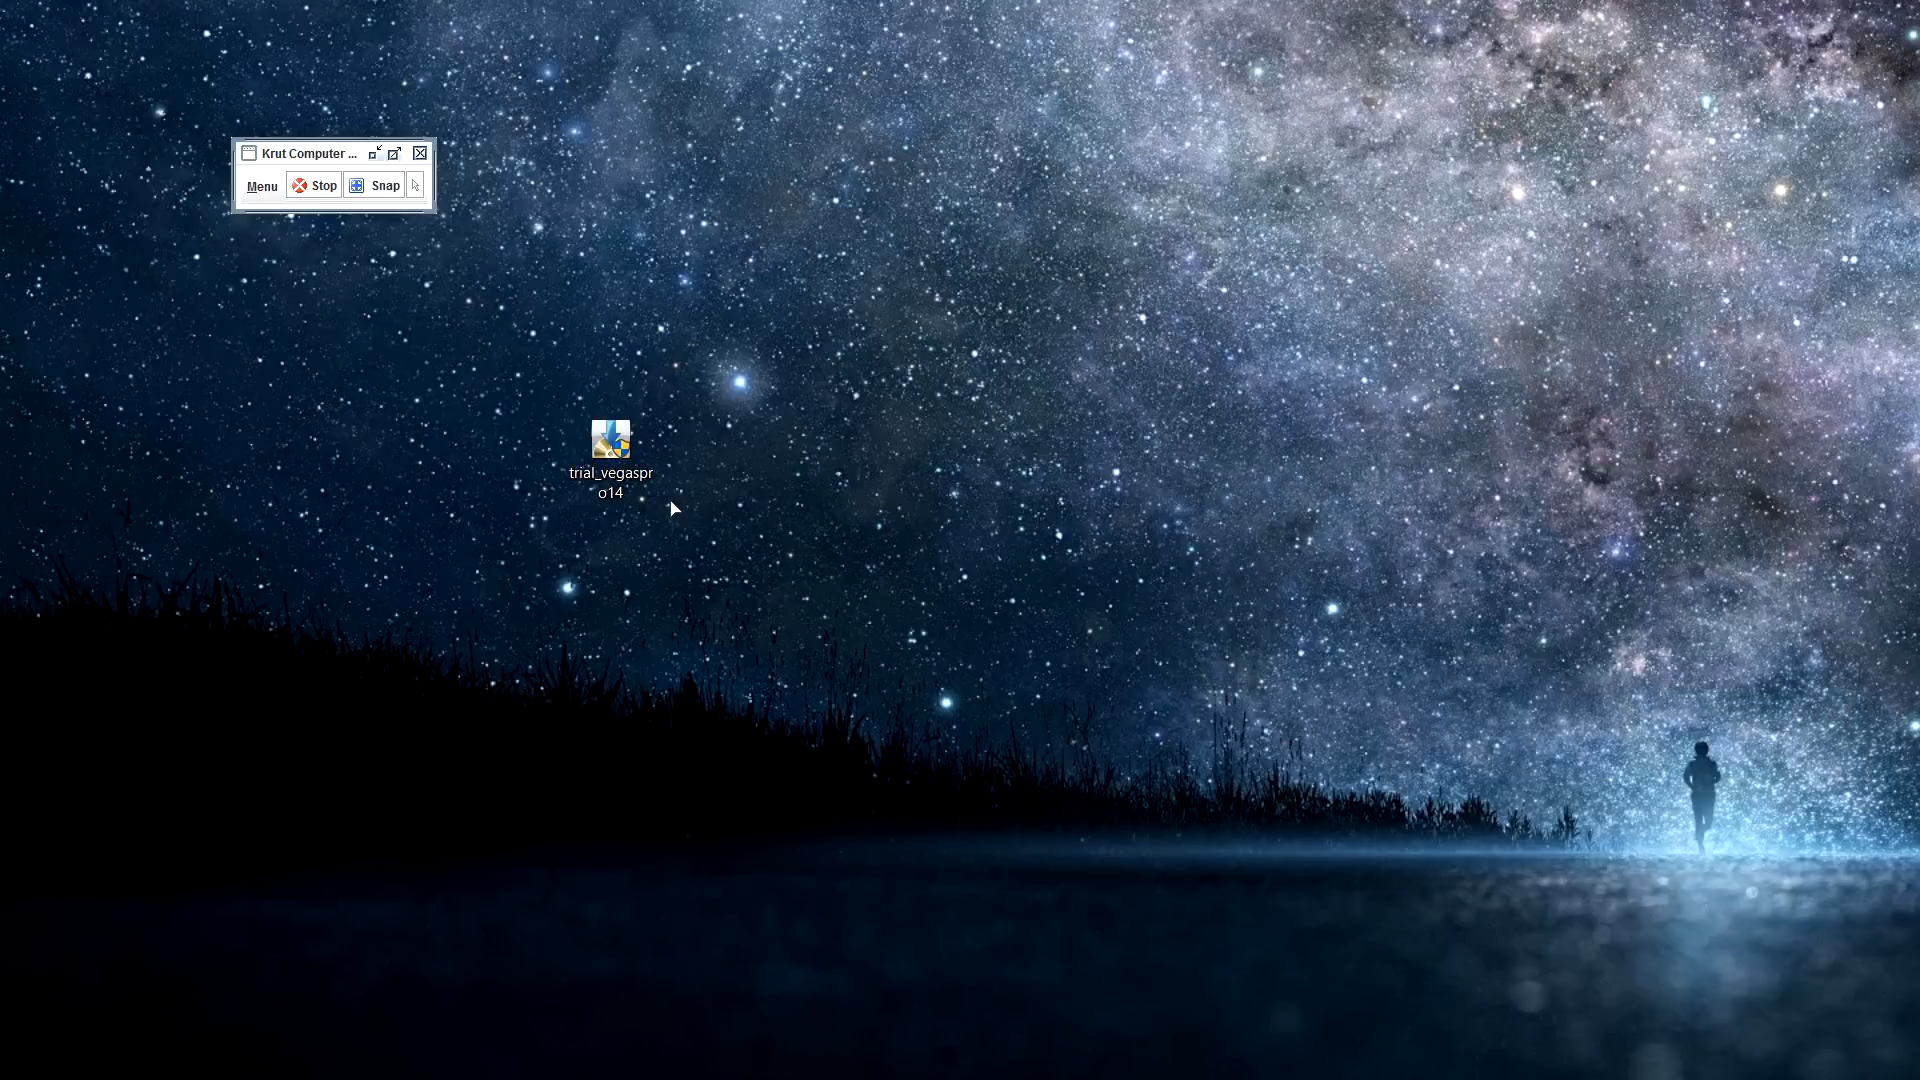 Krut Computer ...
Menu
Stop
Snap
trial_vegaspr
o14